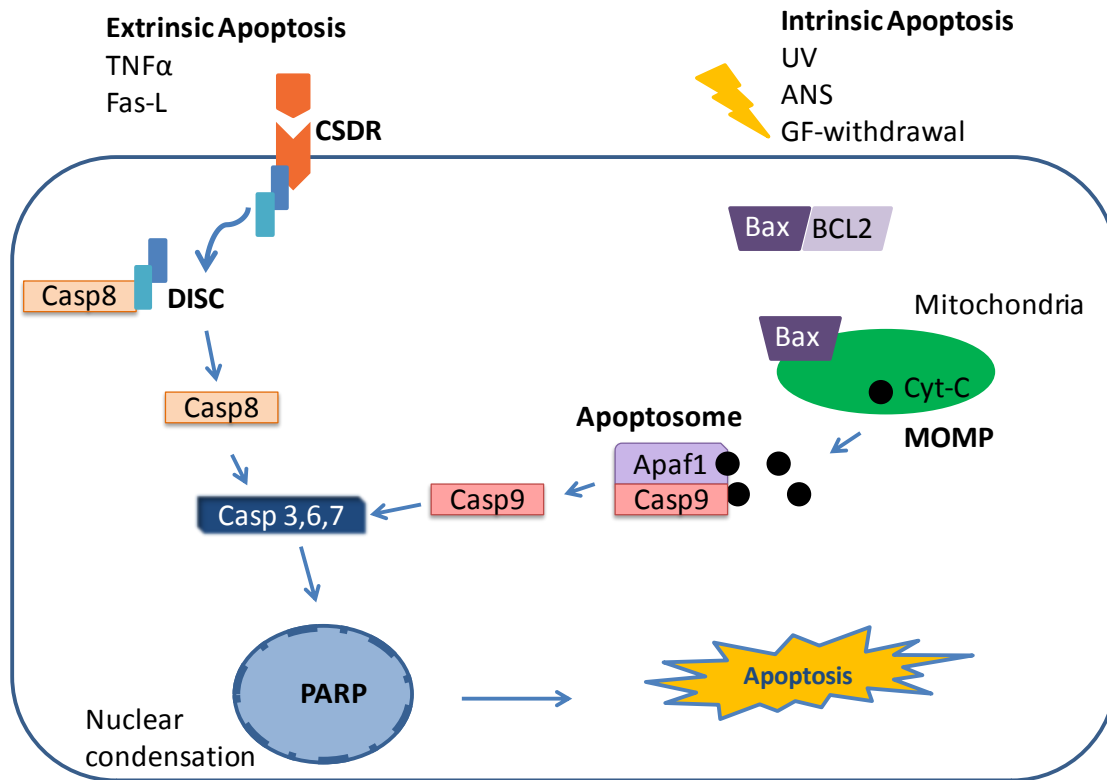 Extrinsic Apoptosis
TNFα
Fas-L
CSDR
Intrinsic Apoptosis
UV
ANS
GF-withdrawal
Bax
BCL2
Casp8
DISC
Mitochondria
Bax
Cyt-C
MOMP
Casp8
Apoptosome
Apaf1
Casp9
Casp9
Casp 3,6,7
PARP
Apoptosis
Nuclear
condensation